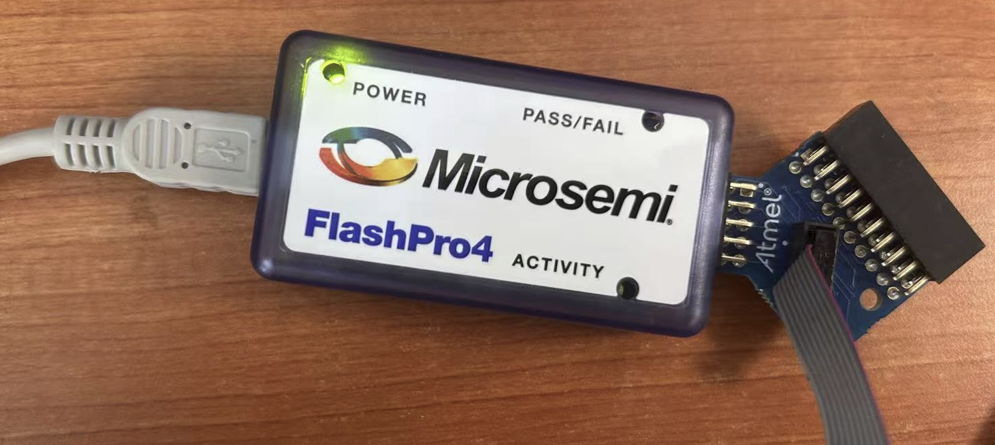 POWER
PASS/FAIL
Microsemi
FlashPro4
ACTIVITY
Atmel®